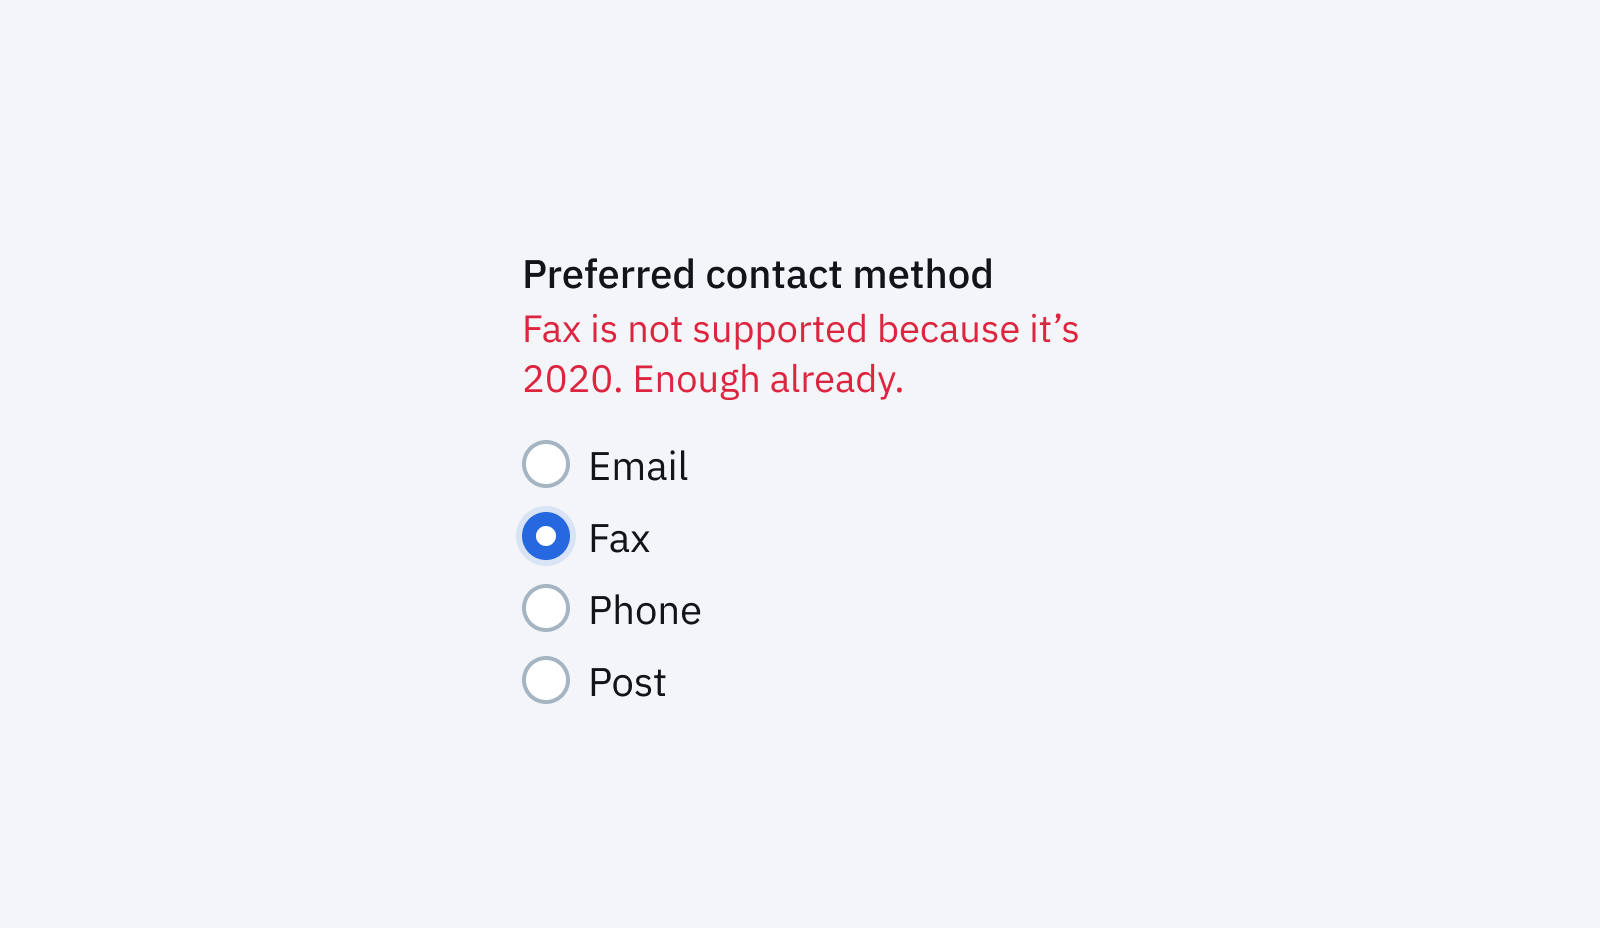 Preferred contact method
Fax is not supported because it’s
2020. Enough already.
Email
Fax
Phone
Post